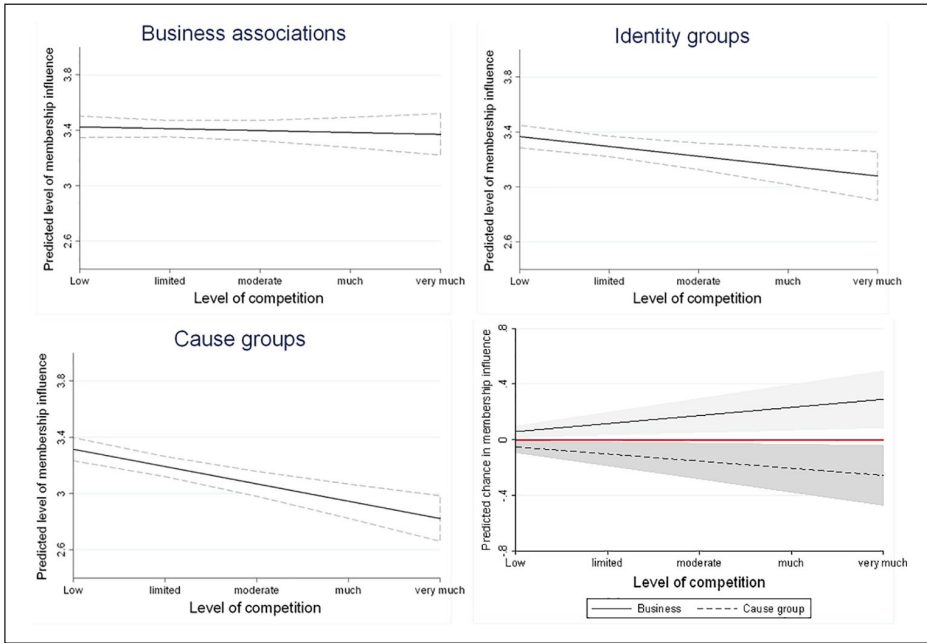 Business associations
Predicted level of membership influence
3.8
3.4
3
2.6
Low limited moderate much very much
Level of competition
Identity groups
Predicted level of membership influence
3.8
3.4
3
2.6
Low limited moderate much very much
Level of competition
Cause groups
Predicted level of membership influence
3.8
3.4
3
2.6
Low limited moderate much very much
Level of competition
Predicted chance in membership influence
.8
.4
0
-.4
-.8
Low limited moderate much very much
Level of competition
Business Cause group